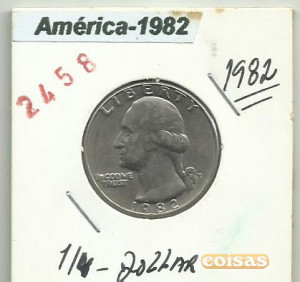 América-1982
2458
1982
LIBERTY
IN GOD WE
TRUST
D
1982
1/4-DOLLAR
coisas